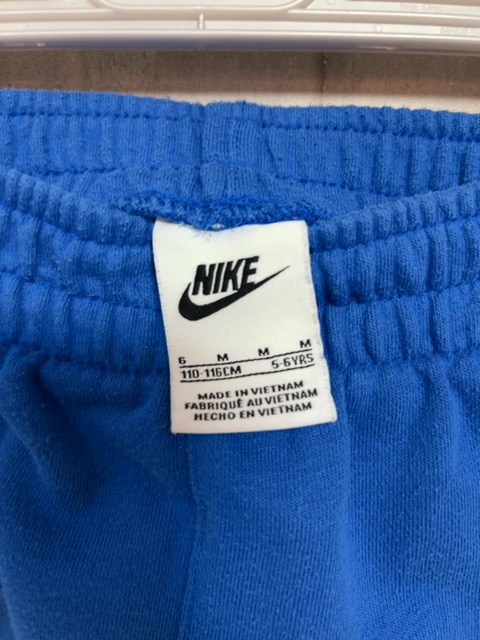 NIKE
6 M M M
110-116CM 5-6YRS
MADE IN VIETNAM
FABRIQUÉ AU VIETNAM
HECHO EN VIETNAM